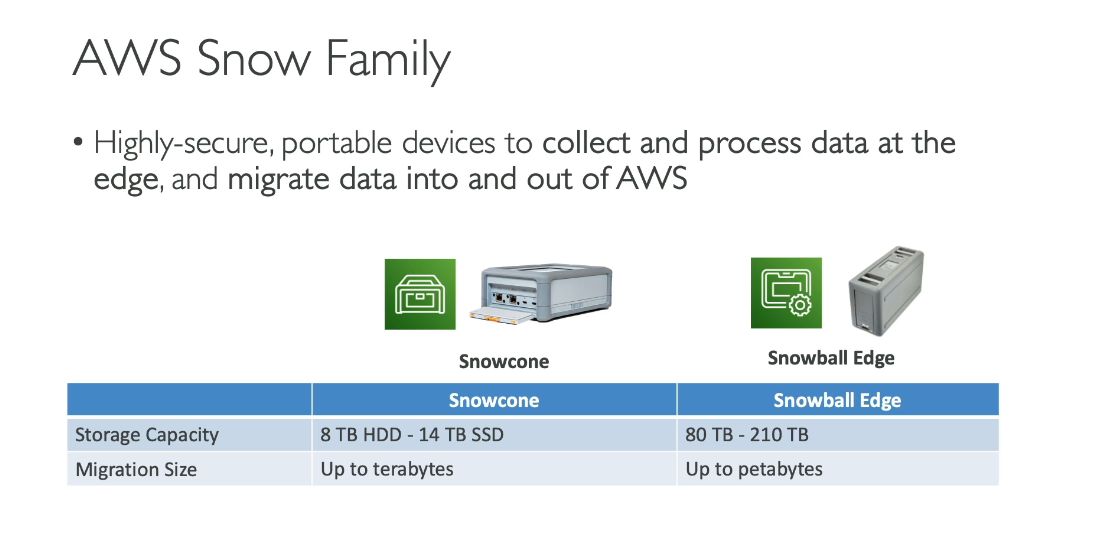 AWS Snow Family
• Highly-secure, portable devices to collect and process data at the
edge, and migrate data into and out of AWS
Snowcone
Snowball Edge
Snowcone Snowball Edge
Storage Capacity 8 TB HDD - 14 TB SSD 80 TB - 210 TB
Migration Size Up to terabytes Up to petabytes